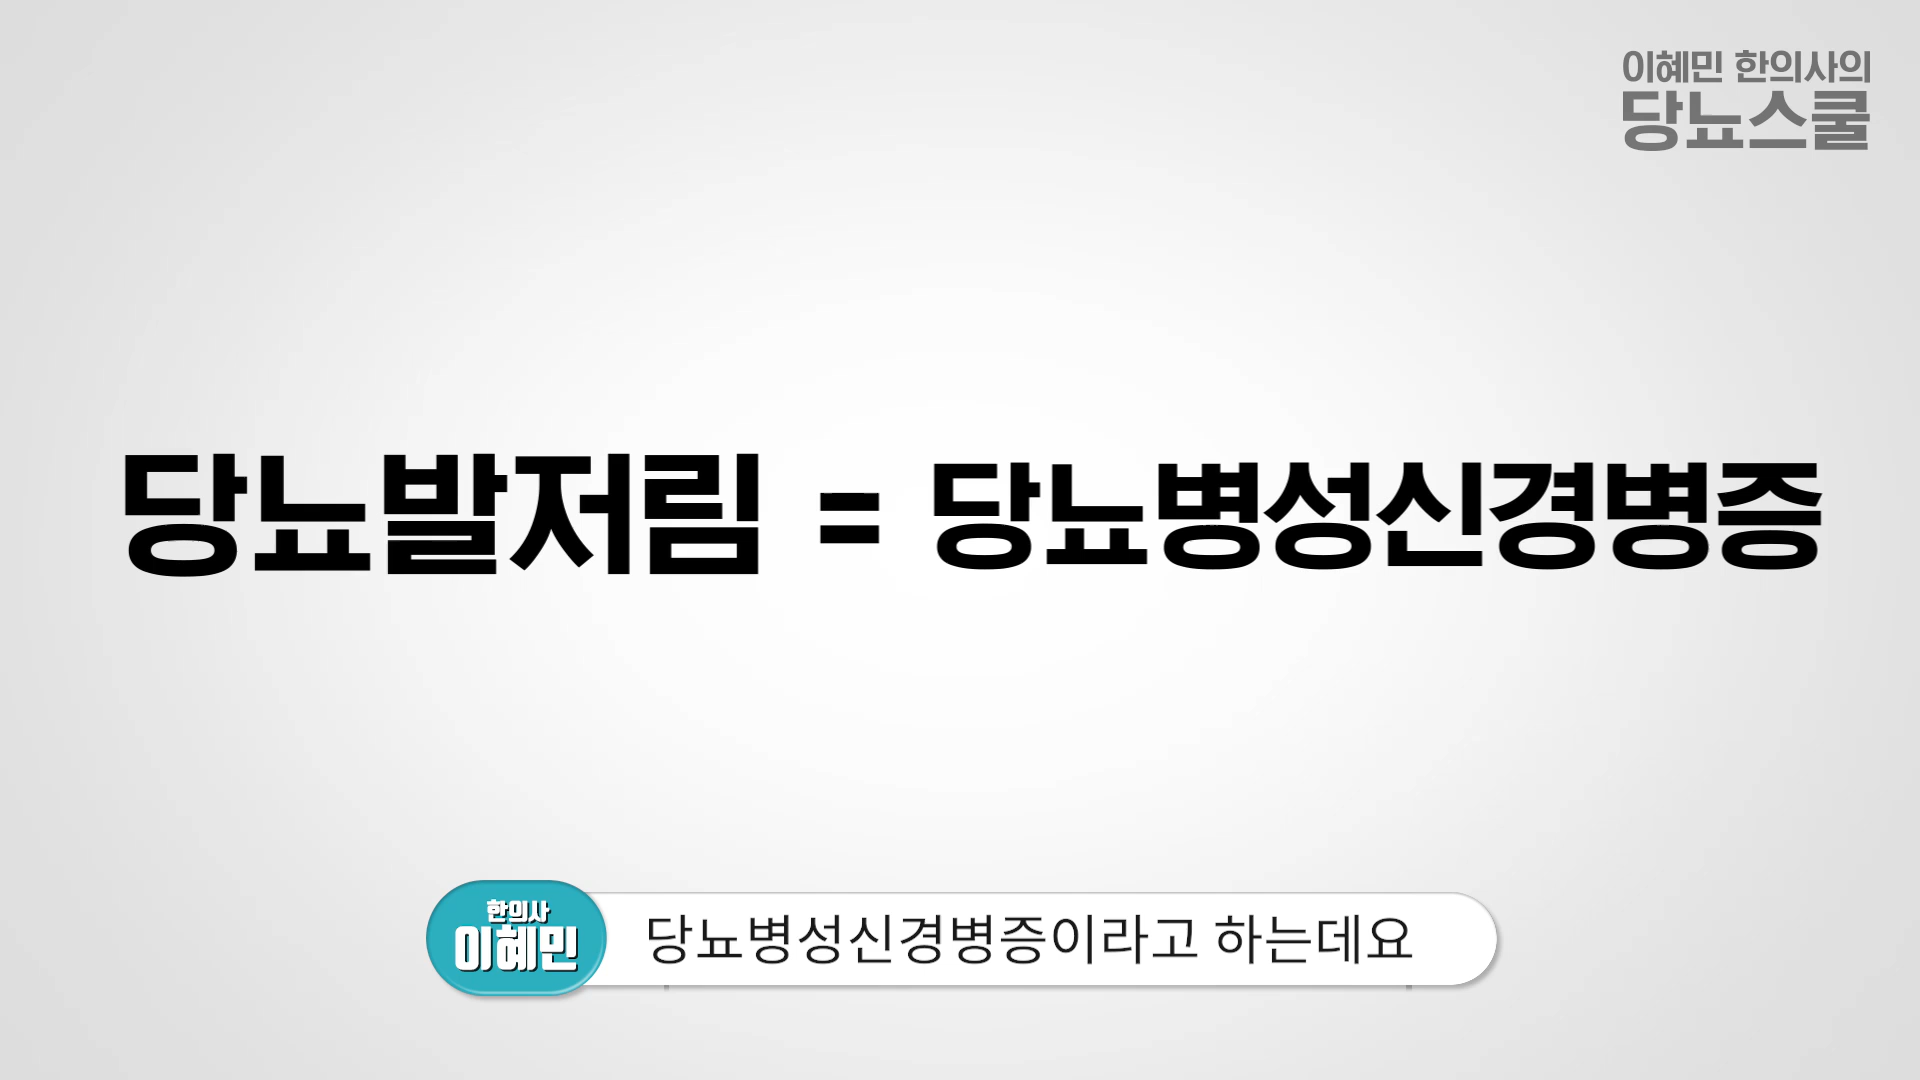 이혜민 한의사의
당뇨스쿨
당뇨발저림 = 당뇨병성신경병증
한의사
이혜민
당뇨병성신경병증이라고 하는데요